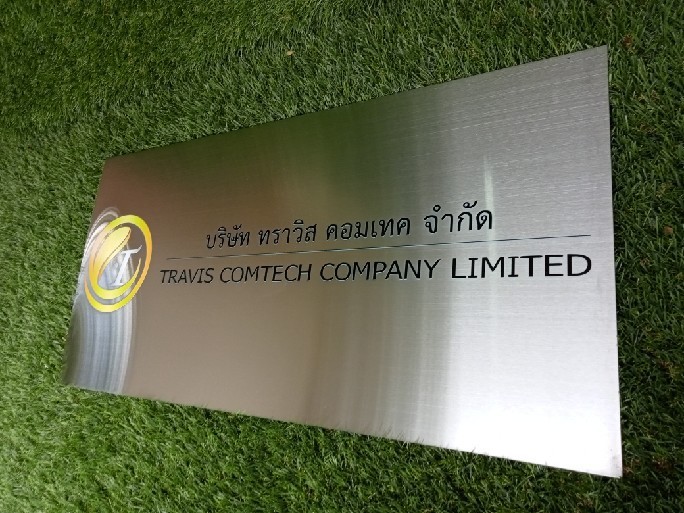 บริษัท ทราวิส คอมเทค จำกัด
TRAVIS COMTECH COMPANY LIMITED